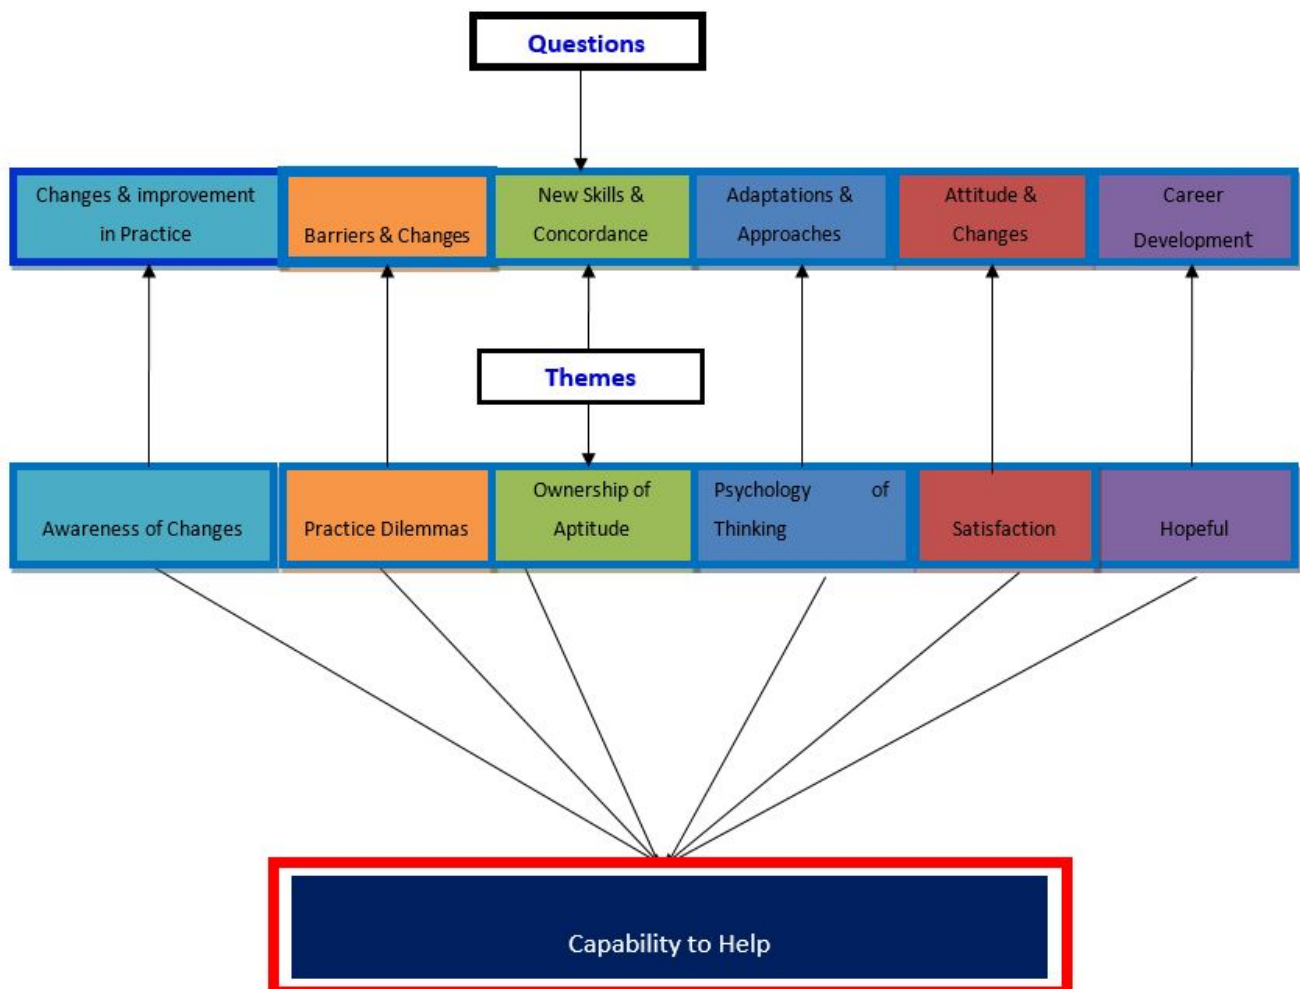 Questions
Changes & improvement
in Practice
Barriers & Changes
New Skills &
Concordance
Adaptations &
Approaches
Attitude &
Changes
Career
Development
Themes
Awareness of Changes
Practice Dilemmas
Ownership of
Aptitude
Psychology of
Thinking
Satisfaction
Hopeful
Capability to Help